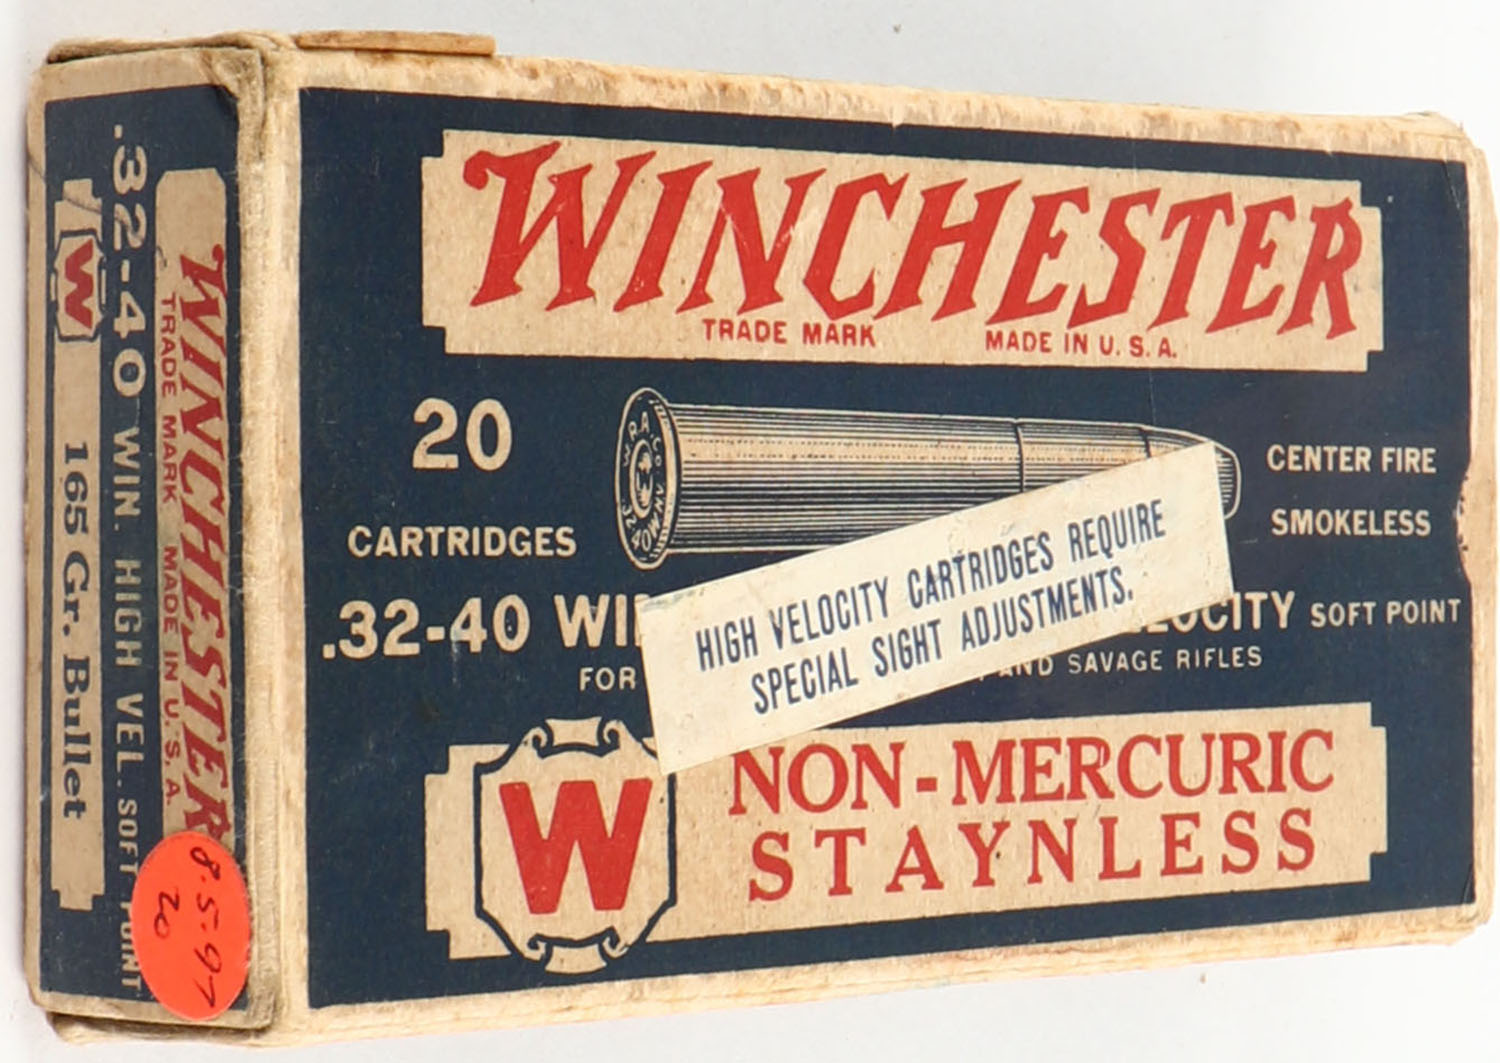 WINCHESTER
TRADE MARK MADE IN U.S.A.
20
CARTRIDGES
CENTER FIRE
SMOKELESS
W.R.A.Co.
.32-40 WIN
SOFT POINT
FOR AND SAVAGE RIFLES
HIGH VELOCITY CARTRIDGES REQUIRE
SPECIAL SIGHT ADJUSTMENTS.
W
NON-MERCURIC
STAYNLESS
WINCHESTER
TRADE MARK MADE IN U.S.A.
.32-40 WIN. HIGH VEL. SOFT POINT
W
165 Gr. Bullet
8.5.97
20